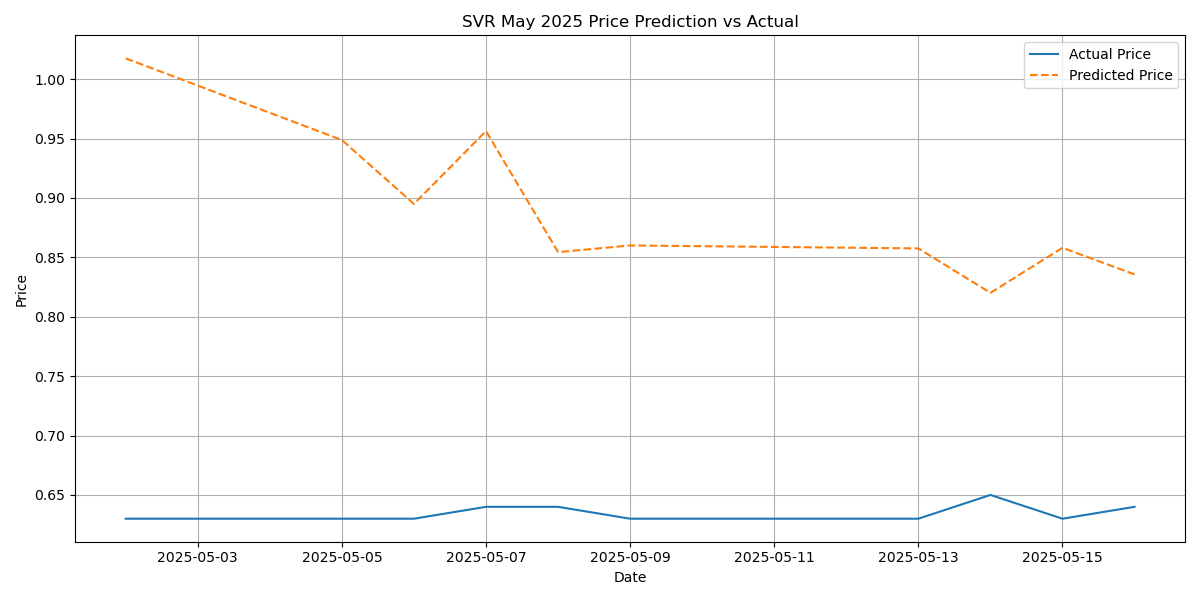 SVR May 2025 Price Prediction vs Actual
Actual Price
Predicted Price
Price
1.00
0.95
0.90
0.85
0.80
0.75
0.70
0.65
2025-05-03 2025-05-05 2025-05-07 2025-05-09 2025-05-11 2025-05-13 2025-05-15
Date